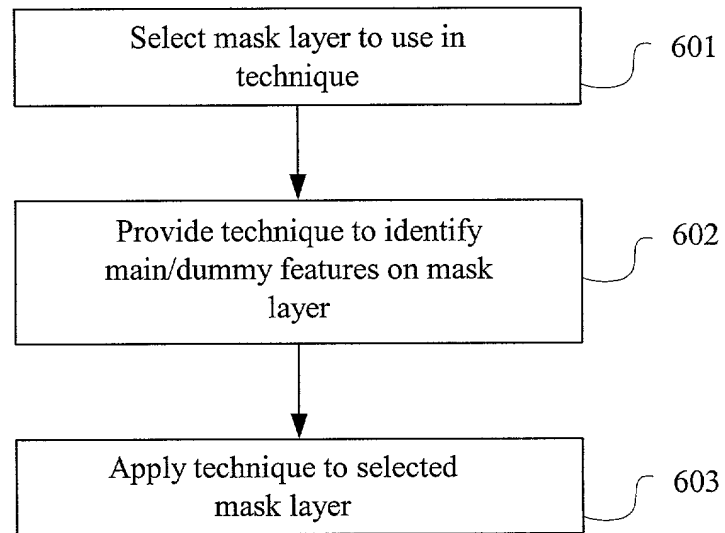 Select mask layer to use in
technique
601
Provide technique to identify
main/dummy features on mask
layer
602
Apply technique to selected
mask layer
603